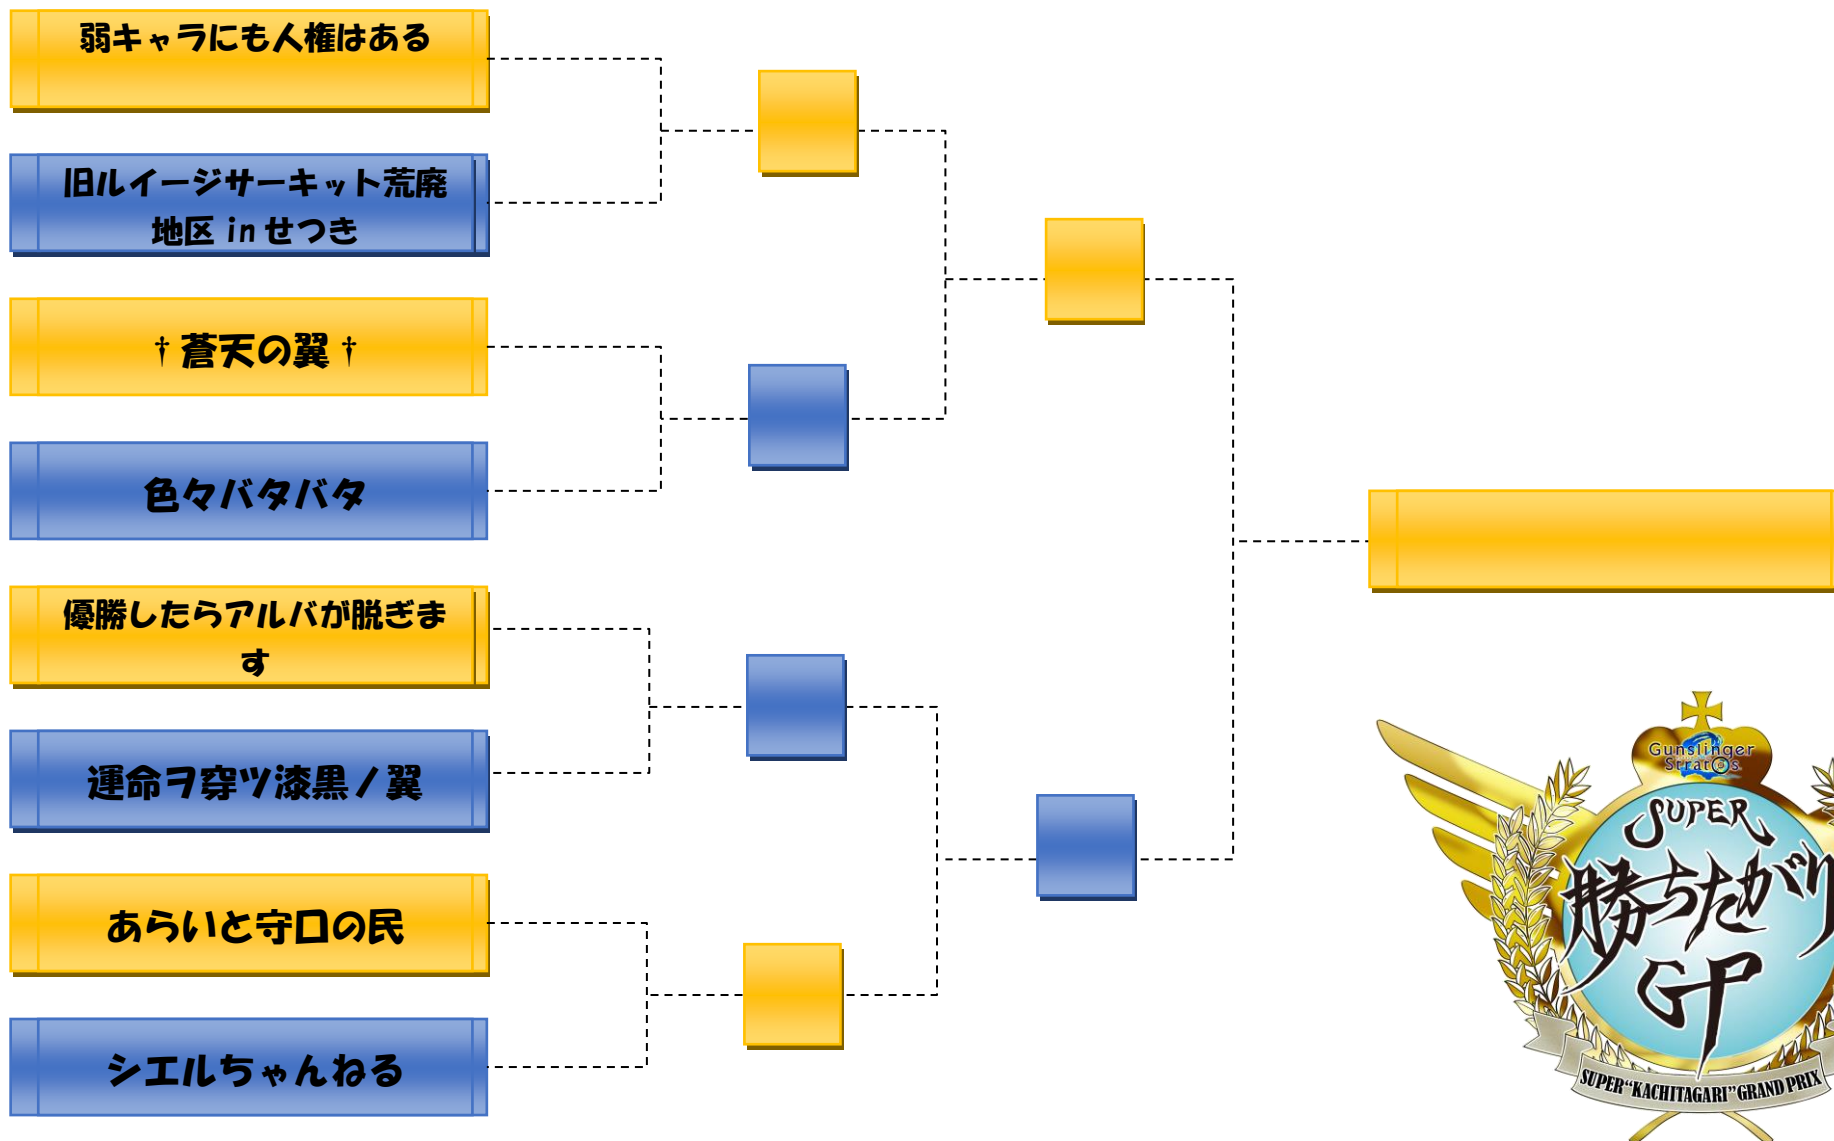 弱キャラにも人権はある
旧ルイージサーキット荒廃
地区 in せつき
†蒼天の翼†
色々バタバタ
優勝したらアルバが脱ぎま
す
運命ヲ穿ツ漆黒ノ翼
あらいと守口の民
シエルちゃんねる
Gunslinger
Stratos
2
SUPER
勝ちたがり
GP
SUPER"KACHITAGARI"GRAND PRIX